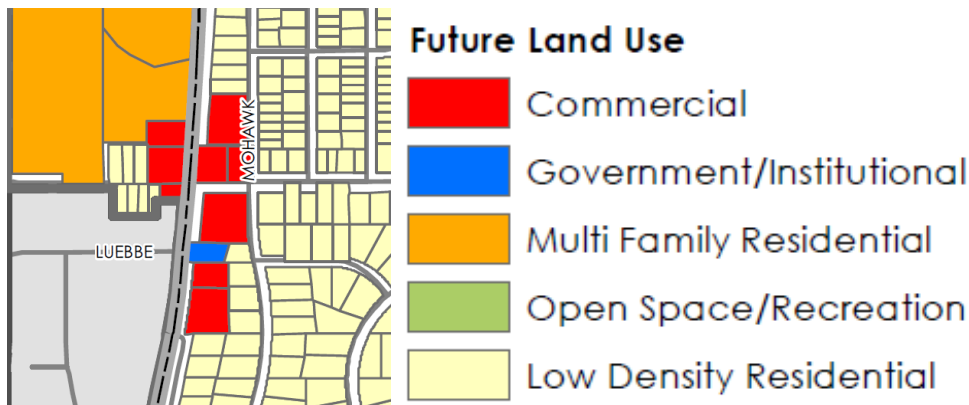 MOHAWK
LUEBBE
Future Land Use
Commercial
Government/Institutional
Multi Family Residential
Open Space/Recreation
Low Density Residential